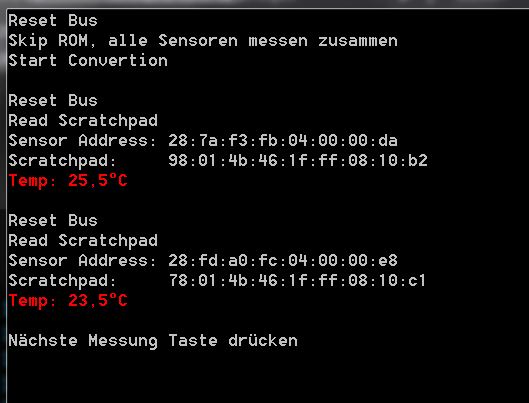 Reset Bus
Skip ROM, alle Sensoren messen zusammen
Start Convertion
Reset Bus
Read Scratchpad
Sensor Address: 28:7a:f3:fb:04:00:00:da
Scratchpad: 98:01:4b:46:1f:ff:08:10:b2
Temp: 25,5°C
Reset Bus
Read Scratchpad
Sensor Address: 28:fd:a0:fc:04:00:00:e8
Scratchpad: 78:01:4b:46:1f:ff:08:10:c1
Temp: 23,5°C
Nächste Messung Taste drücken